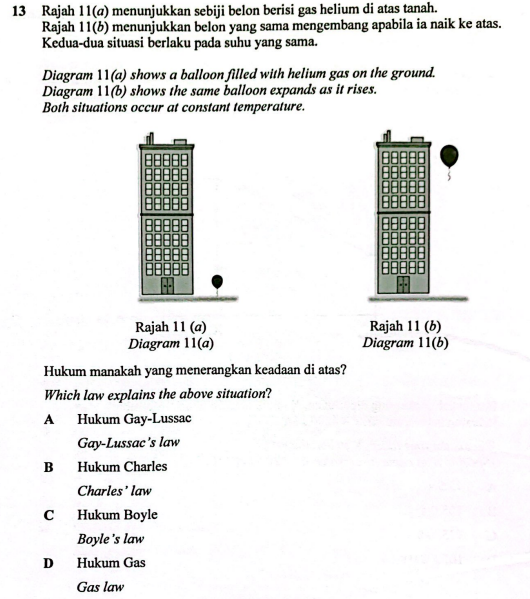 13 Rajah 11(a) menunjukkan sebiji belon berisi gas helium di atas tanah.
Rajah 11(b) menunjukkan belon yang sama mengembang apabila ia naik ke atas.
Kedua-dua situasi berlaku pada suhu yang sama.
Diagram 11(a) shows a balloon filled with helium gas on the ground.
Diagram 11(b) shows the same balloon expands as it rises.
Both situations occur at constant temperature.
Rajah 11 (a)
Diagram 11(a)
Rajah 11 (b)
Diagram 11(b)
Hukum manakah yang menerangkan keadaan di atas?
Which law explains the above situation?
A Hukum Gay-Lussac
Gay-Lussac's law
B Hukum Charles
Charles' law
C Hukum Boyle
Boyle's law
D Hukum Gas
Gas law